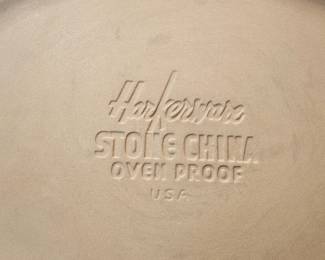 Harkerware
STONE CHINA
OVEN PROOF
USA